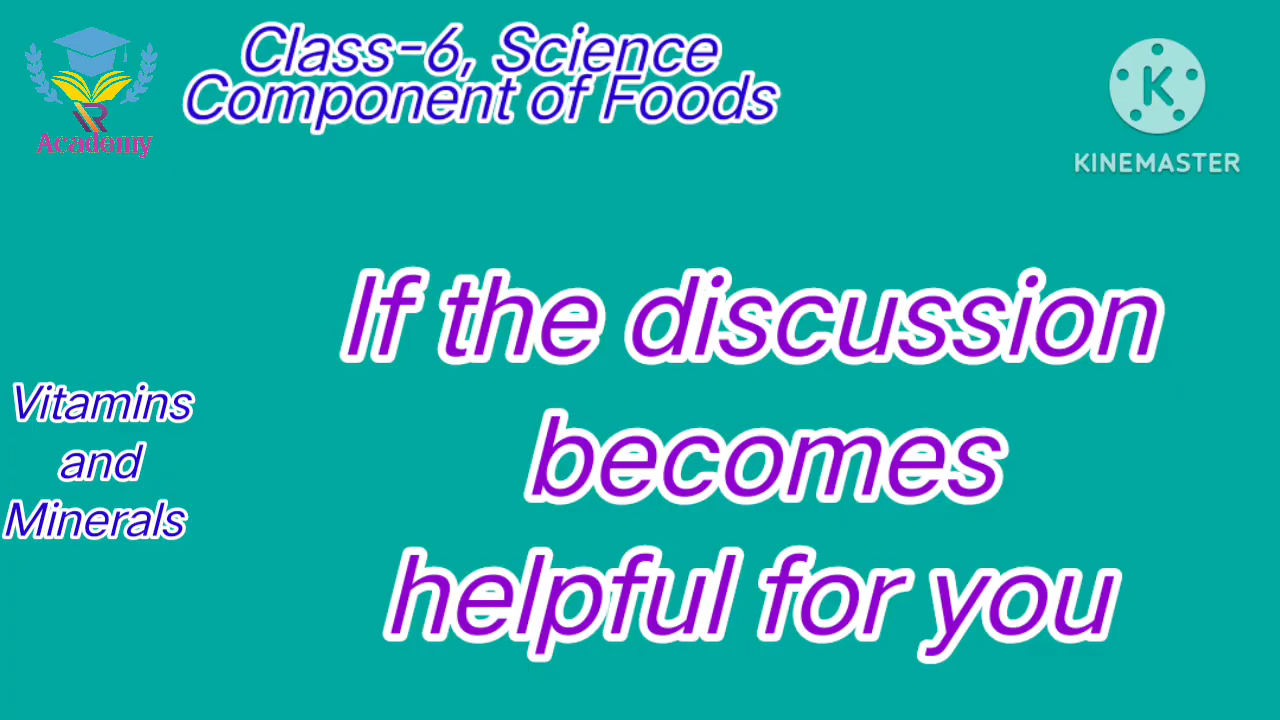 Class-6, Science
Component of Foods
R
Academy
K
KINEMASTER
If the discussion
becomes
helpful for you
Vitamins
and
Minerals